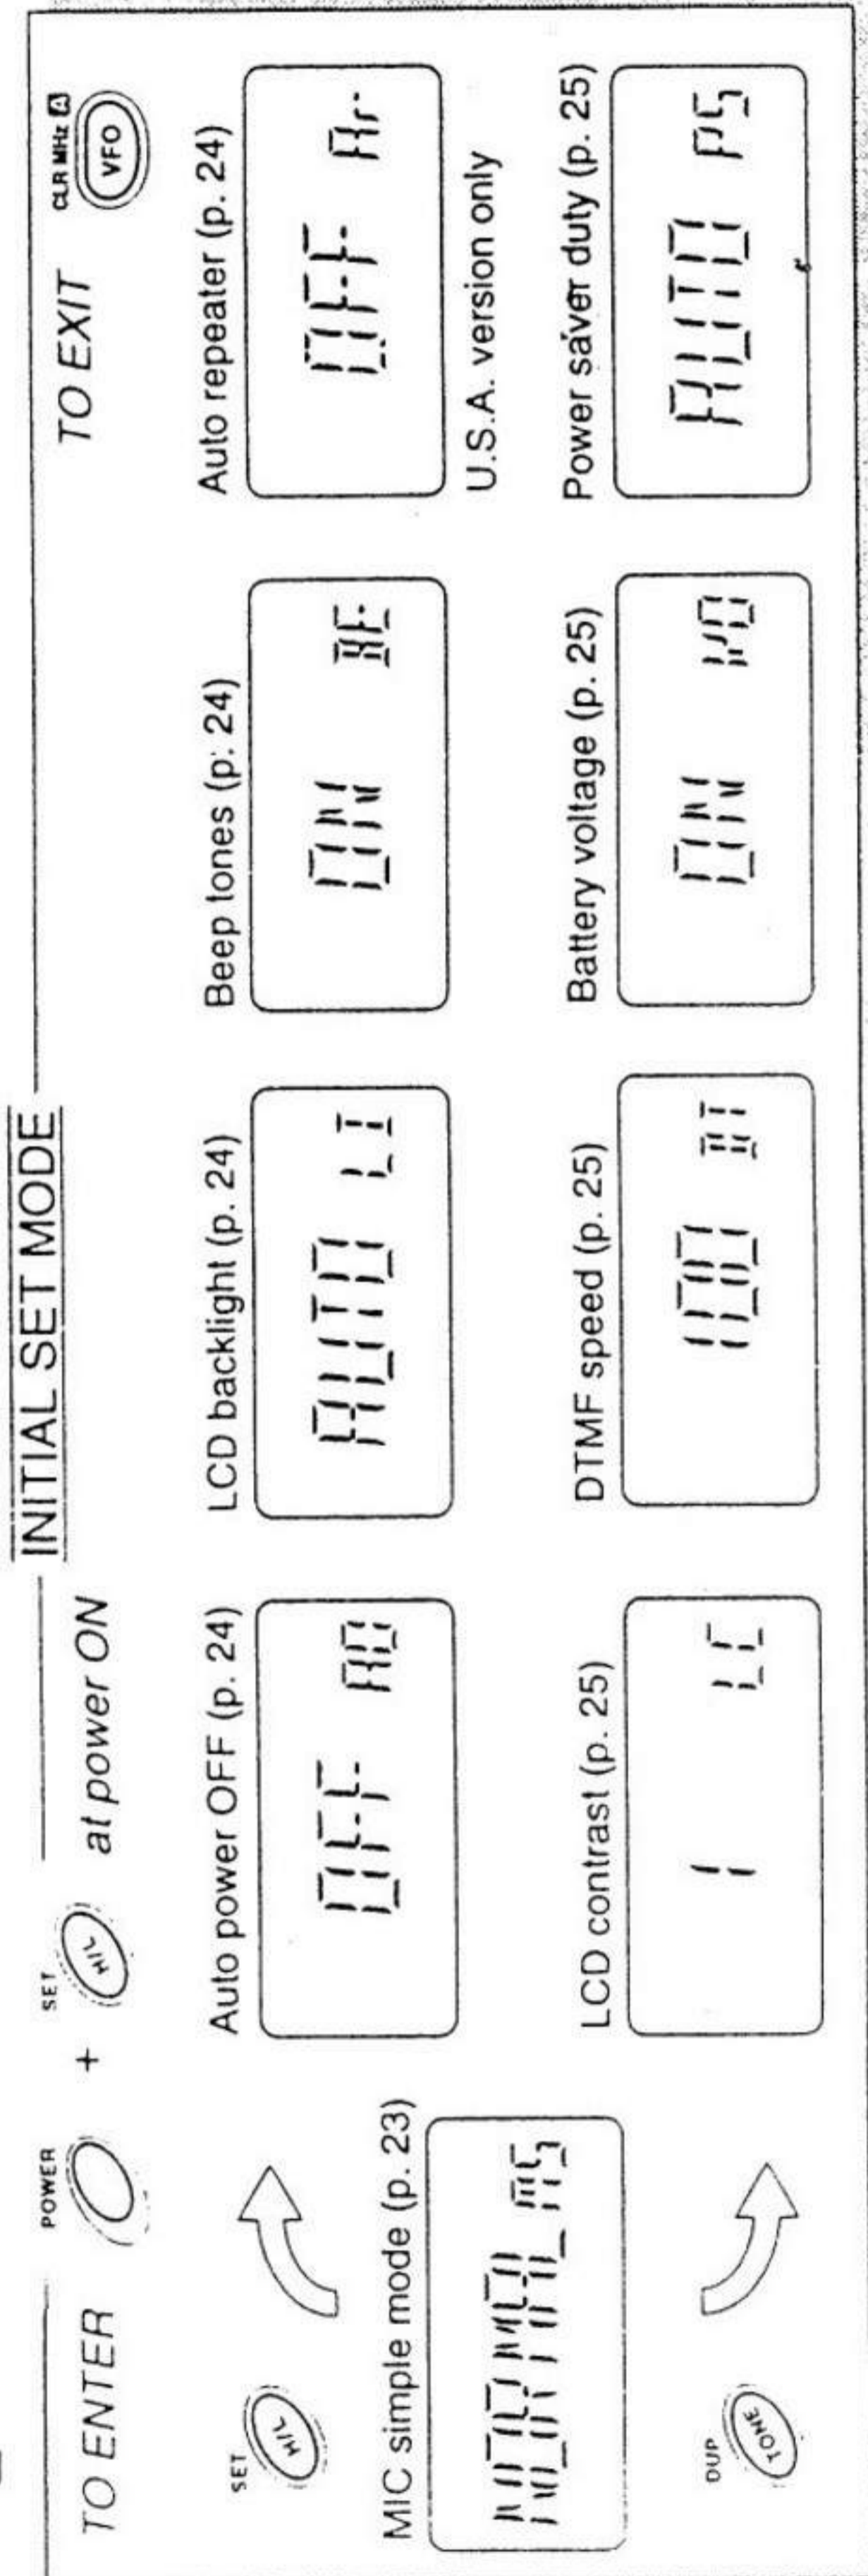 INITIAL SET MODE
TO ENTER POWER + SET H/L at power ON TO EXIT CLR MHz A VFO
SET H/L
Auto power OFF (p. 24)
OFF AO
LCD backlight (p. 24)
AUTO LI
Beep tones (p. 24)
ON BE
Auto repeater (p. 24)
OFF Ar
U.S.A. version only
MIC simple mode (p. 23)
NORMAL MS
DUP TONE
LCD contrast (p. 25)
1 LC
DTMF speed (p. 25)
100 DT
Battery voltage (p. 25)
ON VO
Power saver duty (p. 25)
AUTO PS